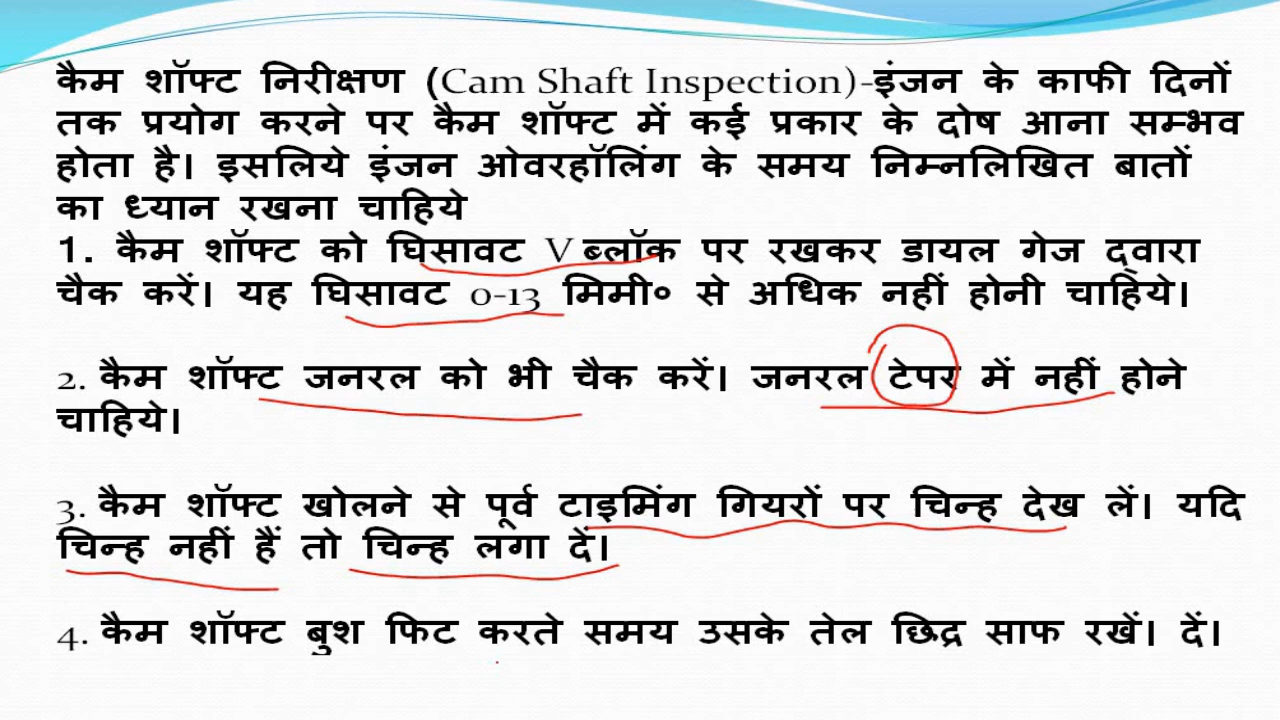 कैम शॉफ्ट निरीक्षण (Cam Shaft Inspection)-इंजन के काफी दिनों
तक प्रयोग करने पर कैम शॉफ्ट में कई प्रकार के दोष आना सम्भव
होता है। इसलिये इंजन ओवरहॉलिंग के समय निम्नलिखित बातों
का ध्यान रखना चाहिये
1. कैम शॉफ्ट को घिसावट V ब्लॉक पर रखकर डायल गेज द्वारा
चैक करें। यह घिसावट 0-13 मिमी० से अधिक नहीं होनी चाहिये।
2. कैम शॉफ्ट जनरल को भी चैक करें। जनरल टेपर में नहीं होने
चाहिये।
3. कैम शॉफ्ट खोलने से पूर्व टाइमिंग गियरों पर चिन्ह देख लें। यदि
चिन्ह नहीं हैं तो चिन्ह लगा दें।
4. कैम शॉफ्ट बुश फिट करते समय उसके तेल छिद्र साफ रखें। दें।